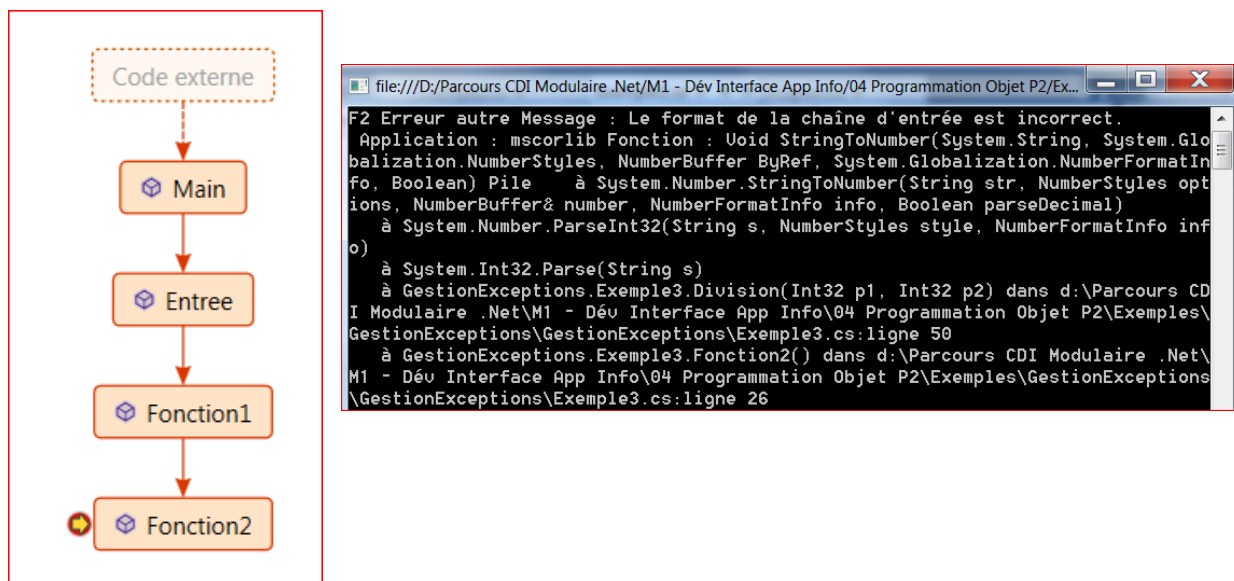 Code externe
Main
Entree
Fonction1
Fonction2
file:///D:/Parcours CDI Modulaire .Net/M1 - Dév Interface App Info/04 Programmation Objet P2/Ex...
F2 Erreur autre Message : Le format de la chaîne d'entrée est incorrect.
Application : mscorlib Fonction : Void StringToNumber(System.String, System.Glo
balization.NumberStyles, NumberBuffer ByRef, System.Globalization.NumberFormatIn
fo, Boolean) Pile    à System.Number.StringToNumber(String str, NumberStyles opt
ions, NumberBuffer& number, NumberFormatInfo info, Boolean parseDecimal)
à System.Number.ParseInt32(String s, NumberStyles style, NumberFormatInfo inf
o)
à System.Int32.Parse(String s)
à GestionExceptions.Exemple3.Division(Int32 p1, Int32 p2) dans d:\Parcours CD
I Modulaire .Net\M1 - Dév Interface App Info\04 Programmation Objet P2\Exemples\
GestionExceptions\GestionExceptions\Exemple3.cs:ligne 50
à GestionExceptions.Exemple3.Fonction2() dans d:\Parcours CDI Modulaire .Net\
M1 - Dév Interface App Info\04 Programmation Objet P2\Exemples\GestionExceptions
\GestionExceptions\Exemple3.cs:ligne 26